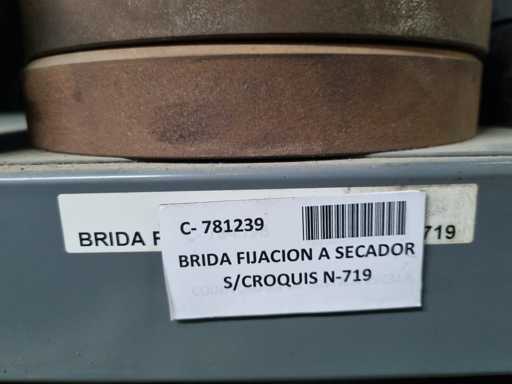 C- 781239
BRIDA FIJACION A SECADOR
S/CROQUIS N-719
BRIDA F
719